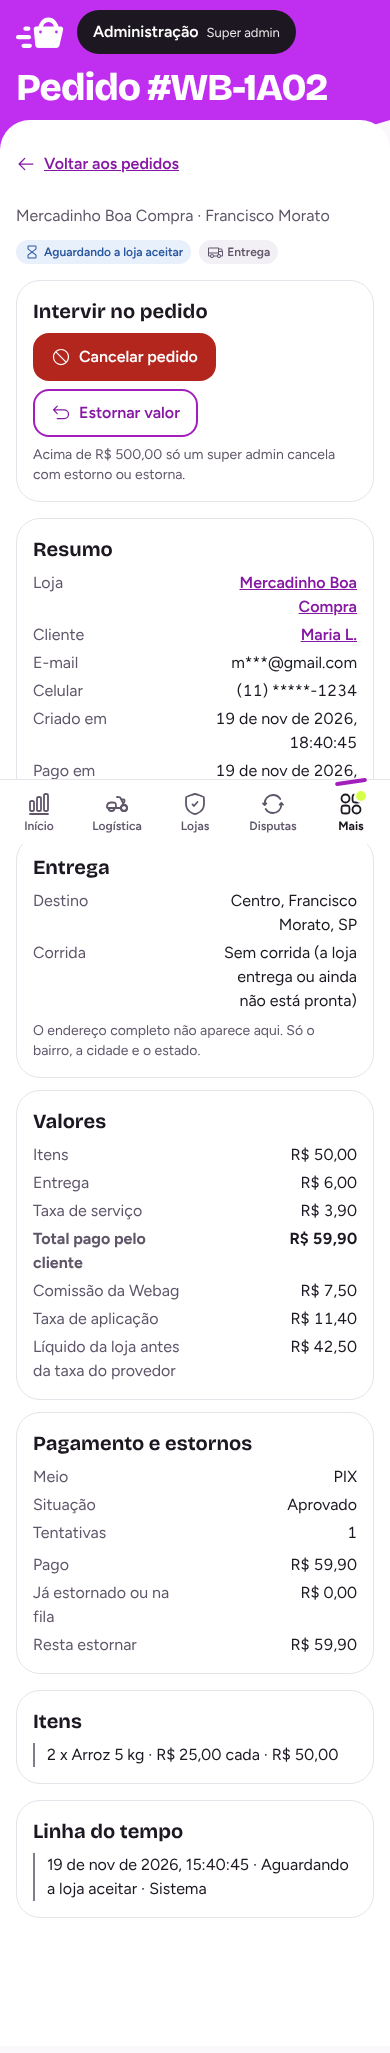 Administração Super admin
Pedido #WB-1A02
Voltar aos pedidos
Mercadinho Boa Compra · Francisco Morato
Aguardando a loja aceitar
Entrega
Intervir no pedido
Cancelar pedido
Estornar valor
Acima de R$ 500,00 só um super admin cancela
com estorno ou estorna.
Resumo
Loja Mercadinho Boa
Compra
Cliente Maria L.
E-mail m***@gmail.com
Celular (11) *****-1234
Criado em 19 de nov de 2026,
18:40:45
Pago em 19 de nov de 2026,
Início Logística Lojas Disputas Mais
Entrega
Destino Centro, Francisco
Morato, SP
Corrida Sem corrida (a loja
entrega ou ainda
não está pronta)
O endereço completo não aparece aqui. Só o
bairro, a cidade e o estado.
Valores
Itens R$ 50,00
Entrega R$ 6,00
Taxa de serviço R$ 3,90
Total pago pelo R$ 59,90
cliente
Comissão da Webag R$ 7,50
Taxa de aplicação R$ 11,40
Líquido da loja antes R$ 42,50
da taxa do provedor
Pagamento e estornos
Meio PIX
Situação Aprovado
Tentativas 1
Pago R$ 59,90
Já estornado ou na R$ 0,00
fila
Resta estornar R$ 59,90
Itens
2 x Arroz 5 kg · R$ 25,00 cada · R$ 50,00
Linha do tempo
19 de nov de 2026, 15:40:45 · Aguardando
a loja aceitar · Sistema